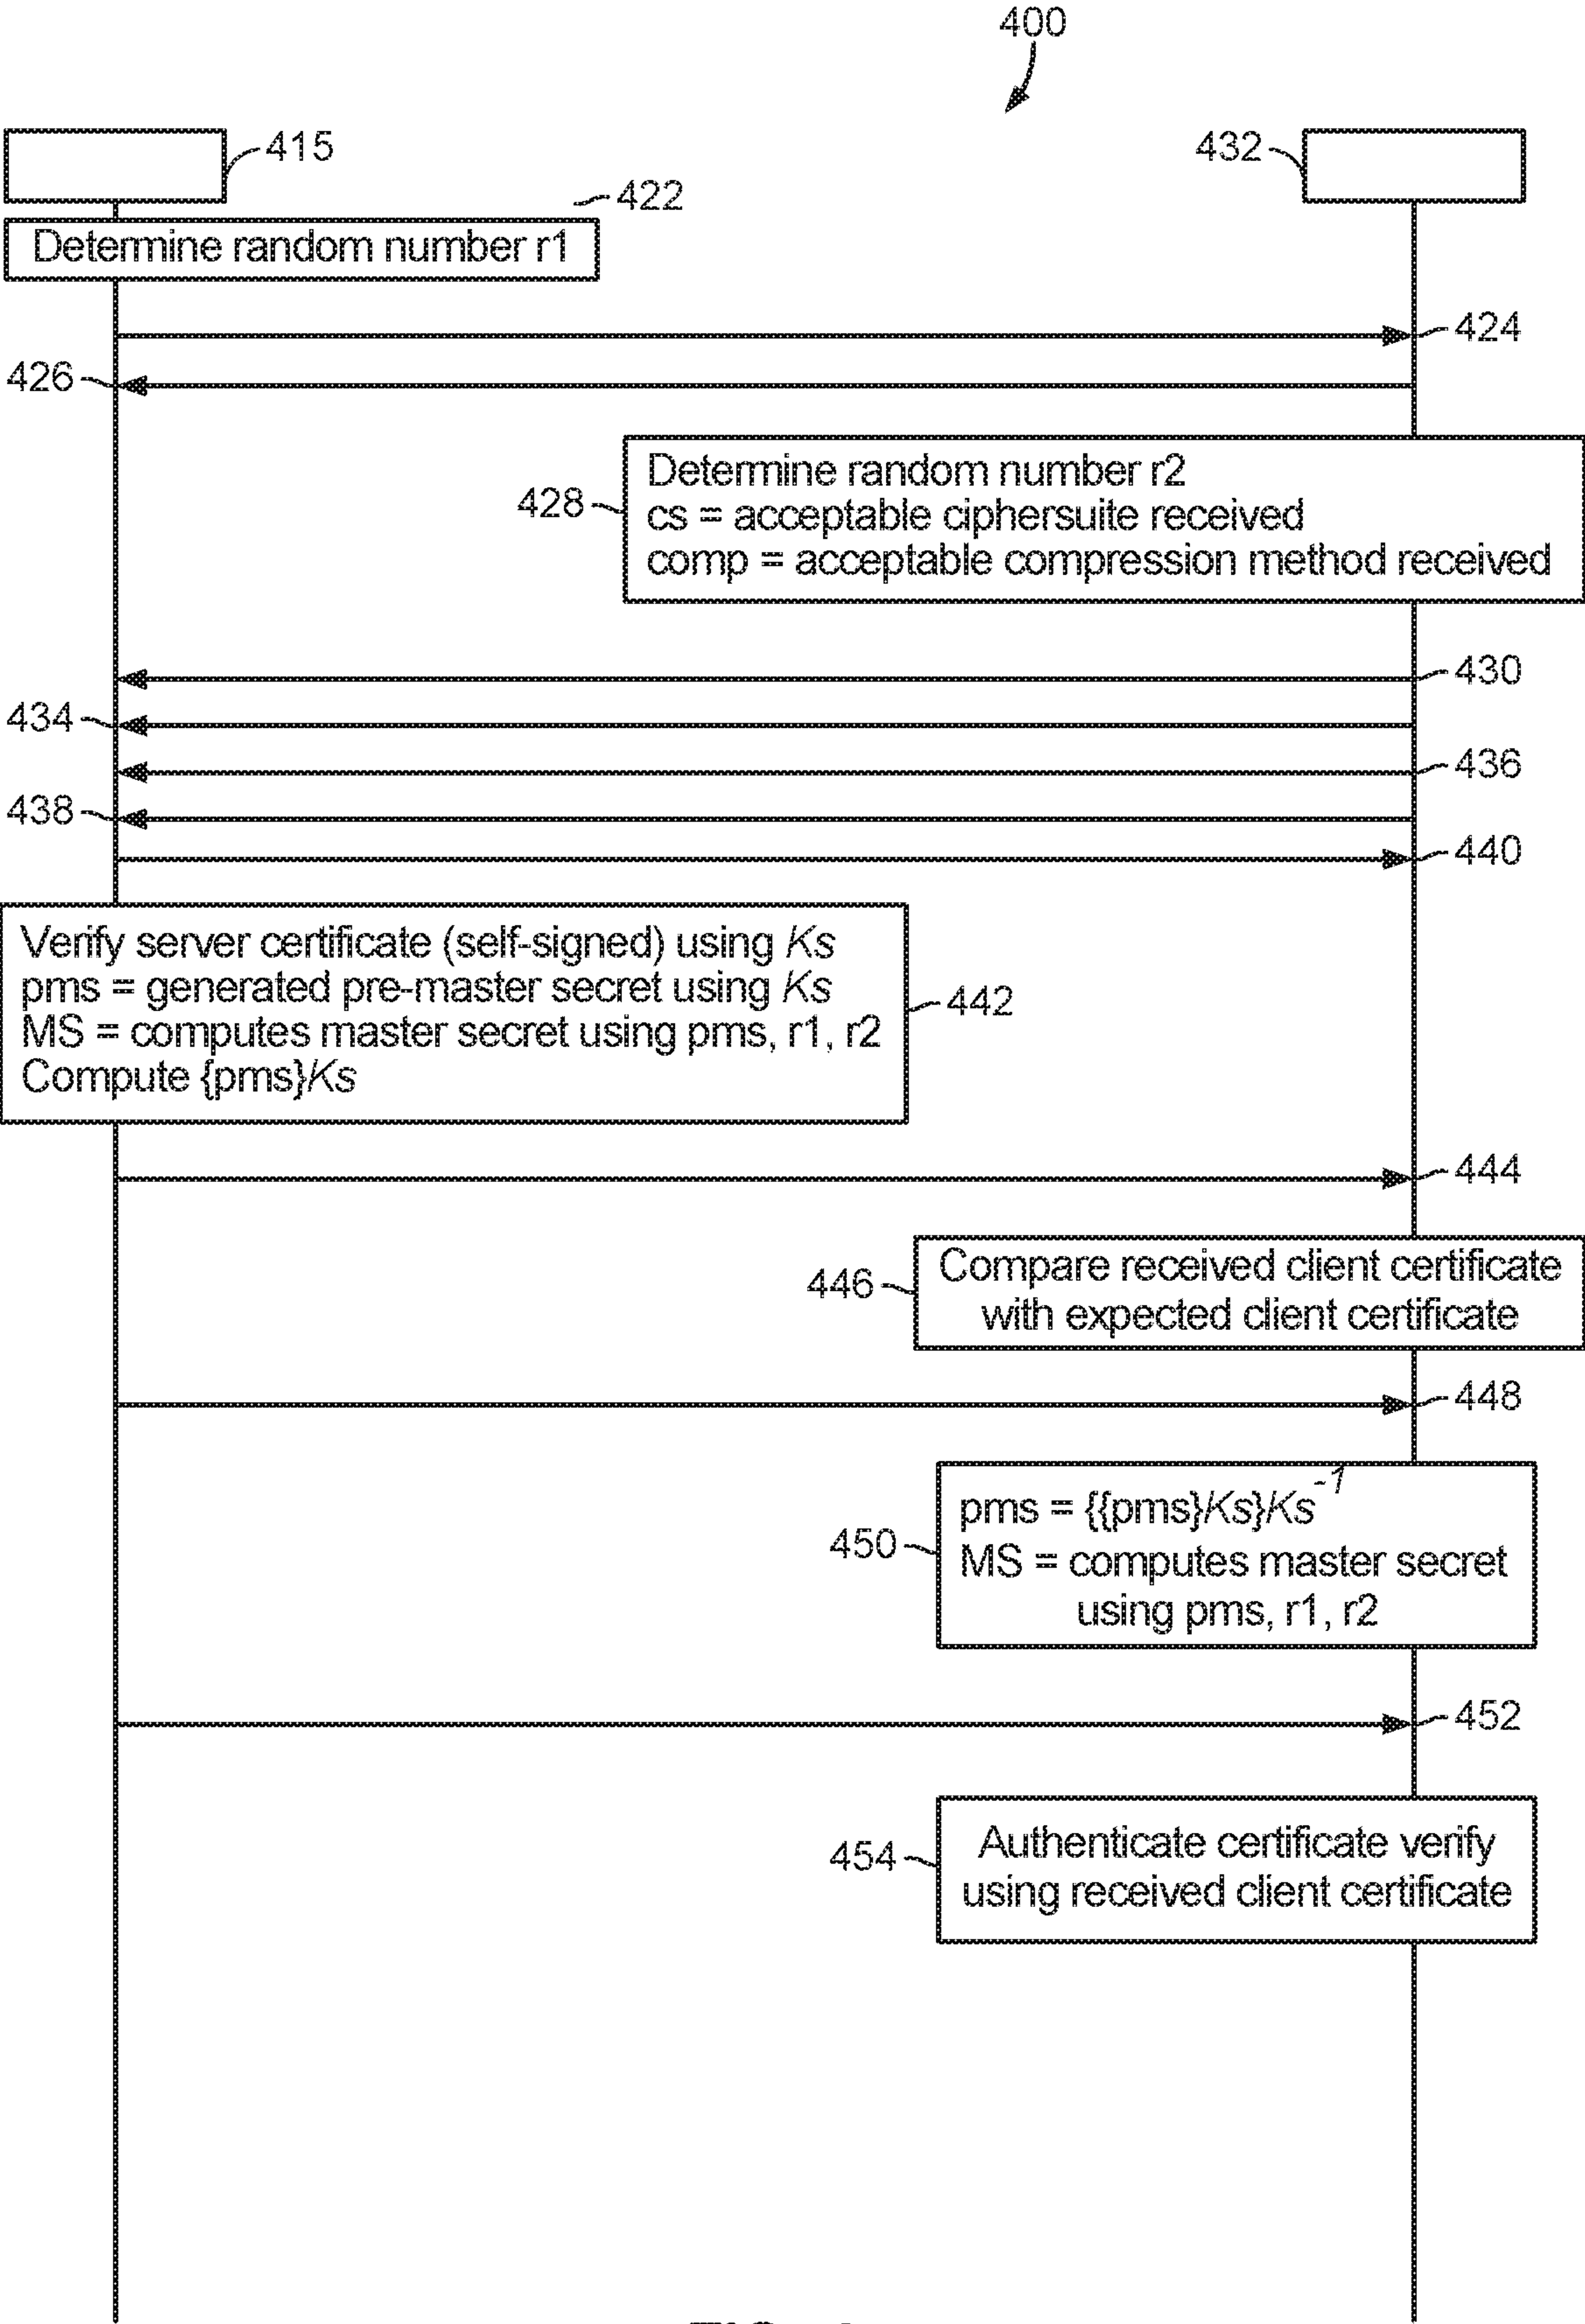 400
415
432
422
Determine random number r1
424
426
Determine random number r2
428
cs = acceptable ciphersuite received
comp = acceptable compression method received
430
434
436
438
440
Verify server certificate (self-signed) using Ks
pms = generated pre-master secret using Ks
442
MS = computes master secret using pms, r1, r2
Compute {pms}Ks
444
446
Compare received client certificate
with expected client certificate
448
450
pms = {{pms}Ks}Ks⁻¹
MS = computes master secret
using pms, r1, r2
452
454
Authenticate certificate verify
using received client certificate